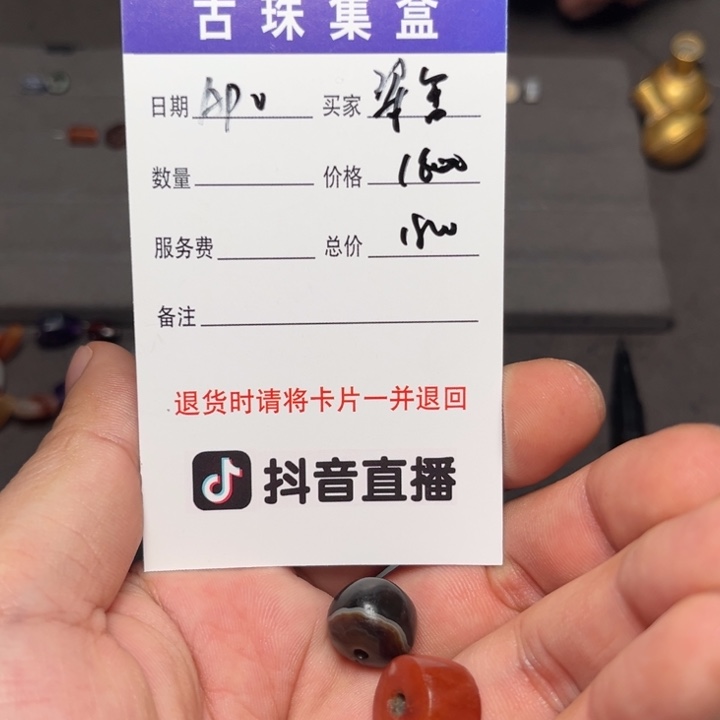 古珠集盒
日期 买家
数量 价格 1800
服务费 总价 1800
备注
退货时请将卡片一并退回
抖音直播